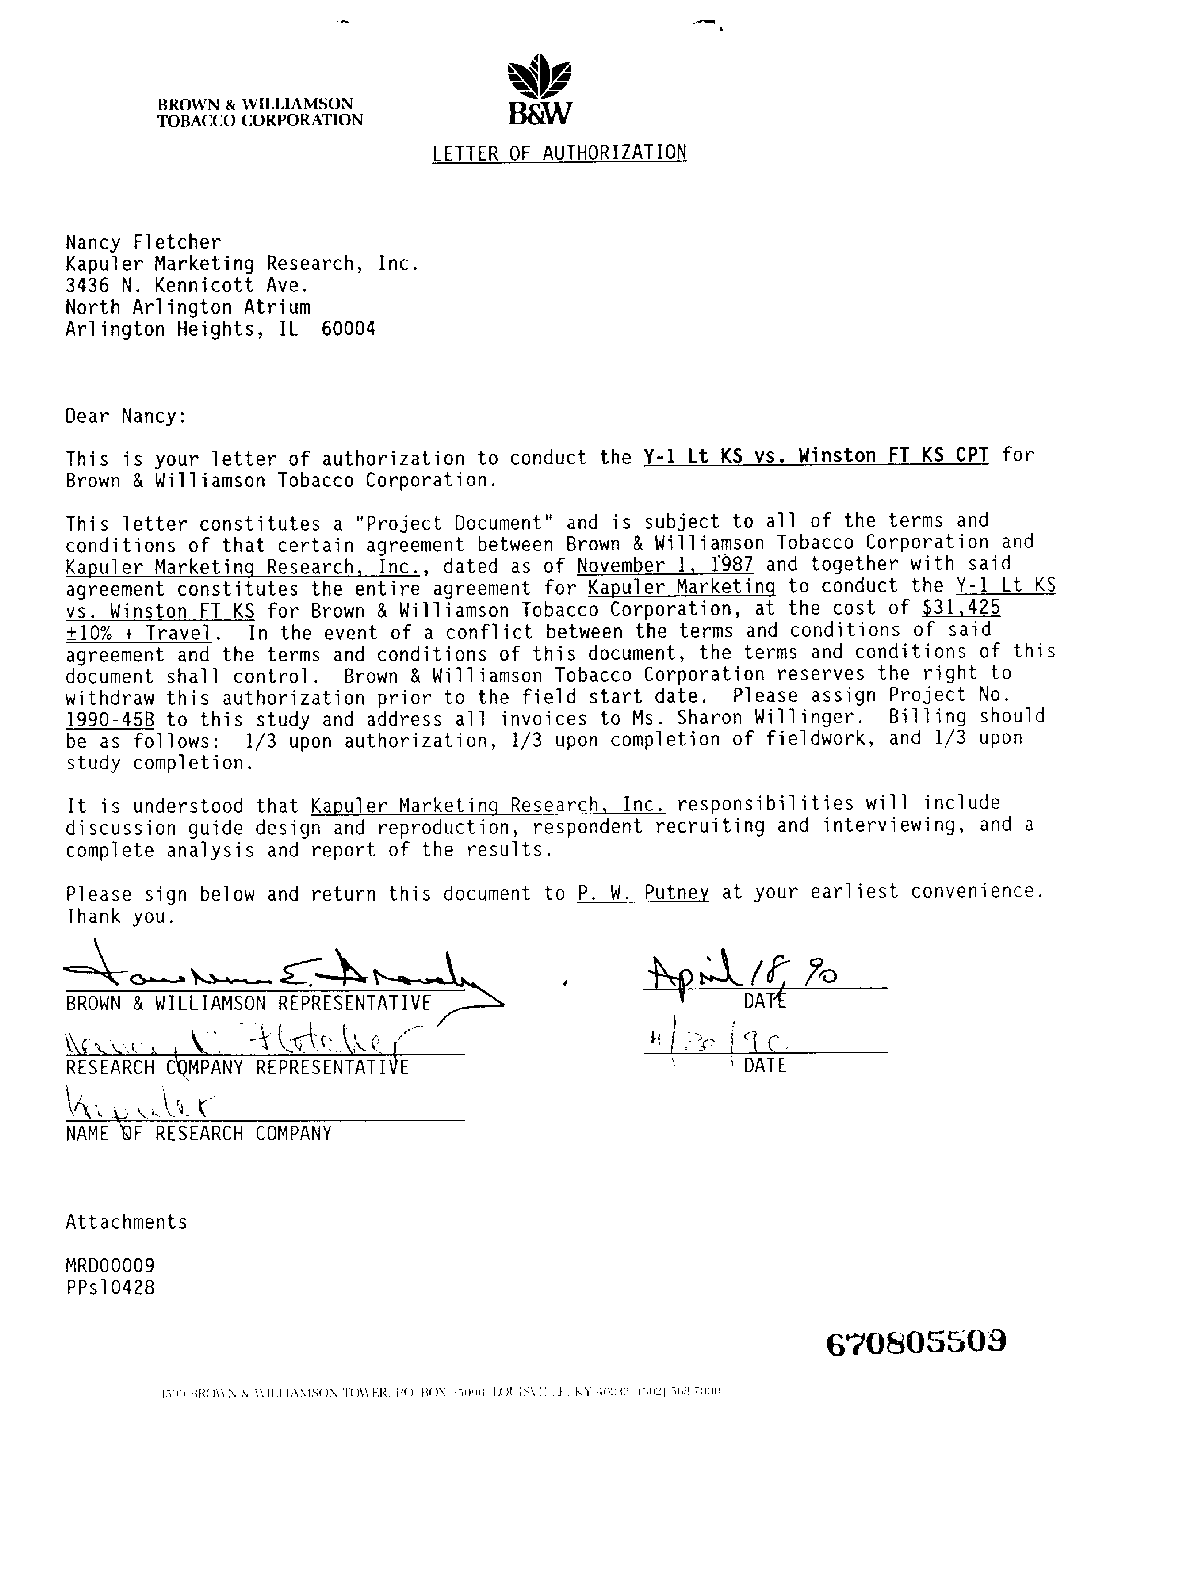 BROWN & WILLIAMSON
TOBACCO CORPORATION
B&W
LETTER OF AUTHORIZATION
Nancy Fletcher
Kapuler Marketing Research, Inc.
3436 N. Kennicott Ave.
North Arlington Atrium
Arlington Heights, IL 60004
Dear Nancy:
This is your letter of authorization to conduct the Y-1 Lt KS vs. Winston FT KS CPT for
Brown & Williamson Tobacco Corporation.
This letter constitutes a "Project Document" and is subject to all of the terms and
conditions of that certain agreement between Brown & Williamson Tobacco Corporation and
Kapuler Marketing Research, Inc., dated as of November 1, 1987 and together with said
agreement constitutes the entire agreement for Kapuler Marketing to conduct the Y-1 Lt KS
vs. Winston FT KS for Brown & Williamson Tobacco Corporation, at the cost of $31,425
±10% + Travel. In the event of a conflict between the terms and conditions of said
agreement and the terms and conditions of this document, the terms and conditions of this
document shall control. Brown & Williamson Tobacco Corporation reserves the right to
withdraw this authorization prior to the field start date. Please assign Project No.
1990-45B to this study and address all invoices to Ms. Sharon Willinger. Billing should
be as follows: 1/3 upon authorization, 1/3 upon completion of fieldwork, and 1/3 upon
study completion.
It is understood that Kapuler Marketing Research, Inc. responsibilities will include
discussion guide design and reproduction, respondent recruiting and interviewing, and a
complete analysis and report of the results.
Please sign below and return this document to P. W. Putney at your earliest convenience.
Thank you.
April 18, 90
BROWN & WILLIAMSON REPRESENTATIVE DATE
Nancy Fletcher 4/30/90
RESEARCH COMPANY REPRESENTATIVE DATE
Kapuler
NAME OF RESEARCH COMPANY
Attachments
MRD00009
PPs10428
670805509
BROWN & WILLIAMSON TOWER, P.O. BOX LOUISVILLE, KY